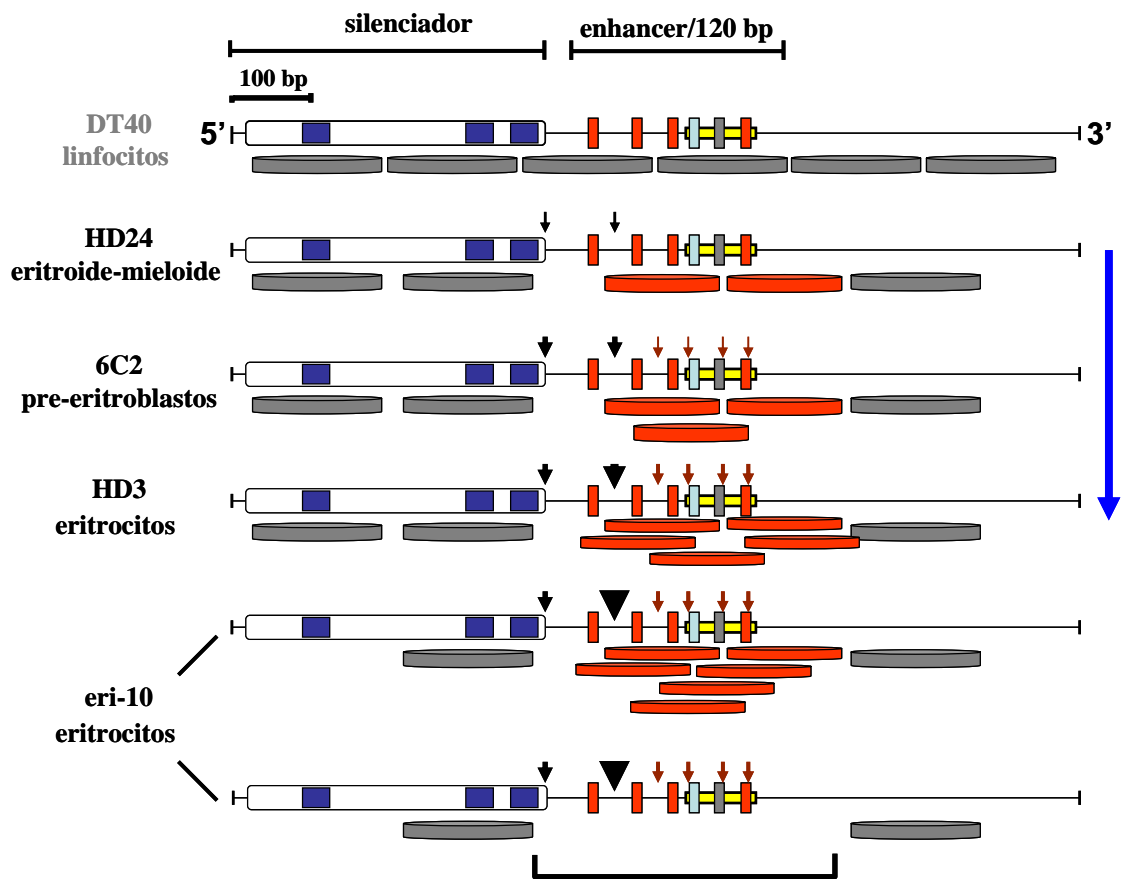 silenciador
enhancer/120 bp
100 bp
DT40
linfocitos
5’
3’
HD24
eritroide-mieloide
6C2
pre-eritroblastos
HD3
eritrocitos
eri-10
eritrocitos